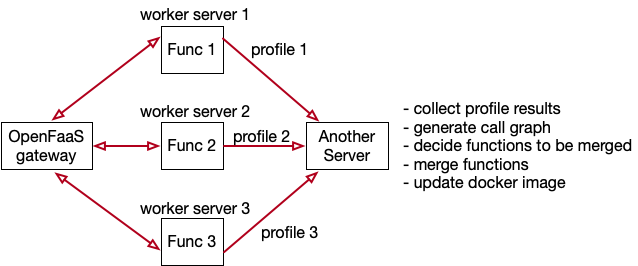 worker server 1
Func 1
profile 1
worker server 2
OpenFaaS
gateway
Func 2
profile 2
Another
Server
worker server 3
Func 3
profile 3
- collect profile results
- generate call graph
- decide functions to be merged
- merge functions
- update docker image